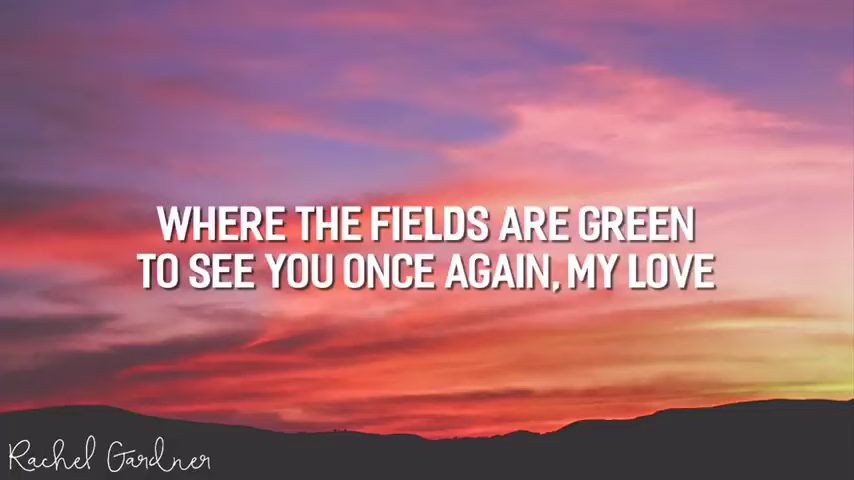 WHERE THE FIELDS ARE GREEN
TO SEE YOU ONCE AGAIN, MY LOVE
Rachel Gardner